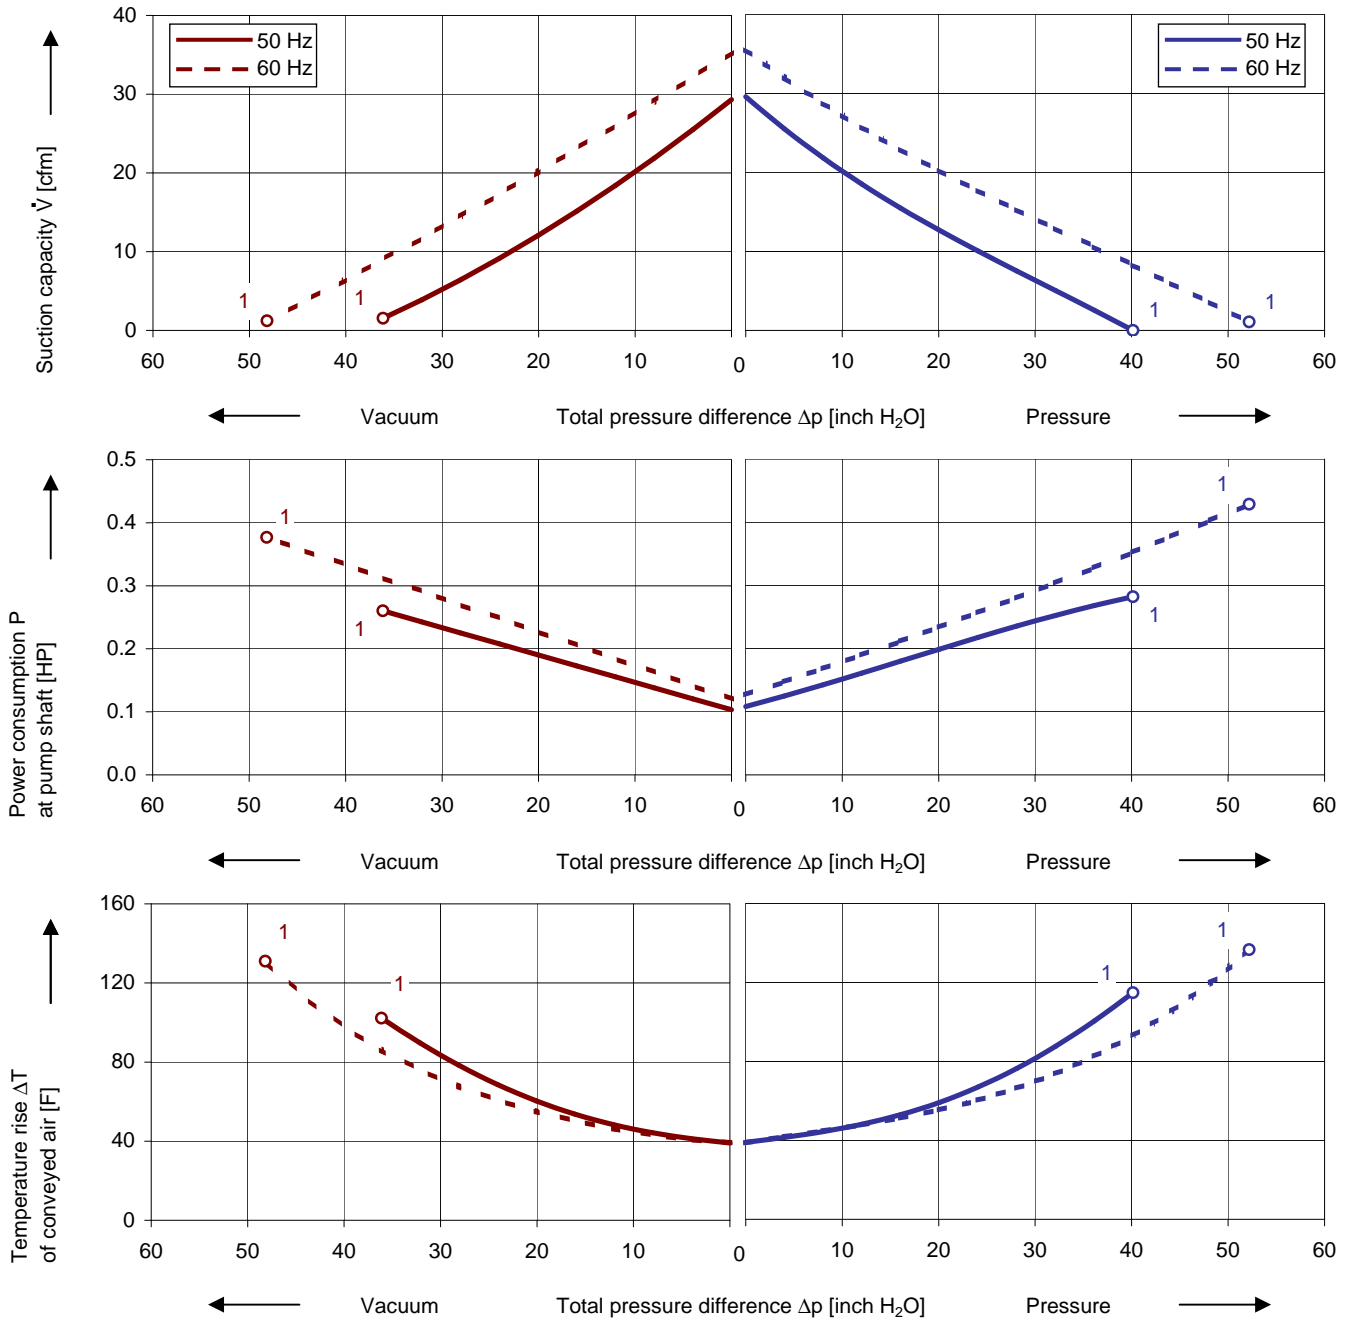 40
30
20
10
0
Suction capacity V̇ [cfm]
50 Hz
60 Hz
50 Hz
60 Hz
1
1
1
1
60 50 40 30 20 10 0 10 20 30 40 50 60
Vacuum Total pressure difference Δp [inch H₂O] Pressure
0.5
0.4
0.3
0.2
0.1
0.0
Power consumption P
at pump shaft [HP]
1
1
1
1
60 50 40 30 20 10 0 10 20 30 40 50 60
Vacuum Total pressure difference Δp [inch H₂O] Pressure
160
120
80
40
0
Temperature rise ΔT
of conveyed air [F]
1
1
1
1
60 50 40 30 20 10 0 10 20 30 40 50 60
Vacuum Total pressure difference Δp [inch H₂O] Pressure